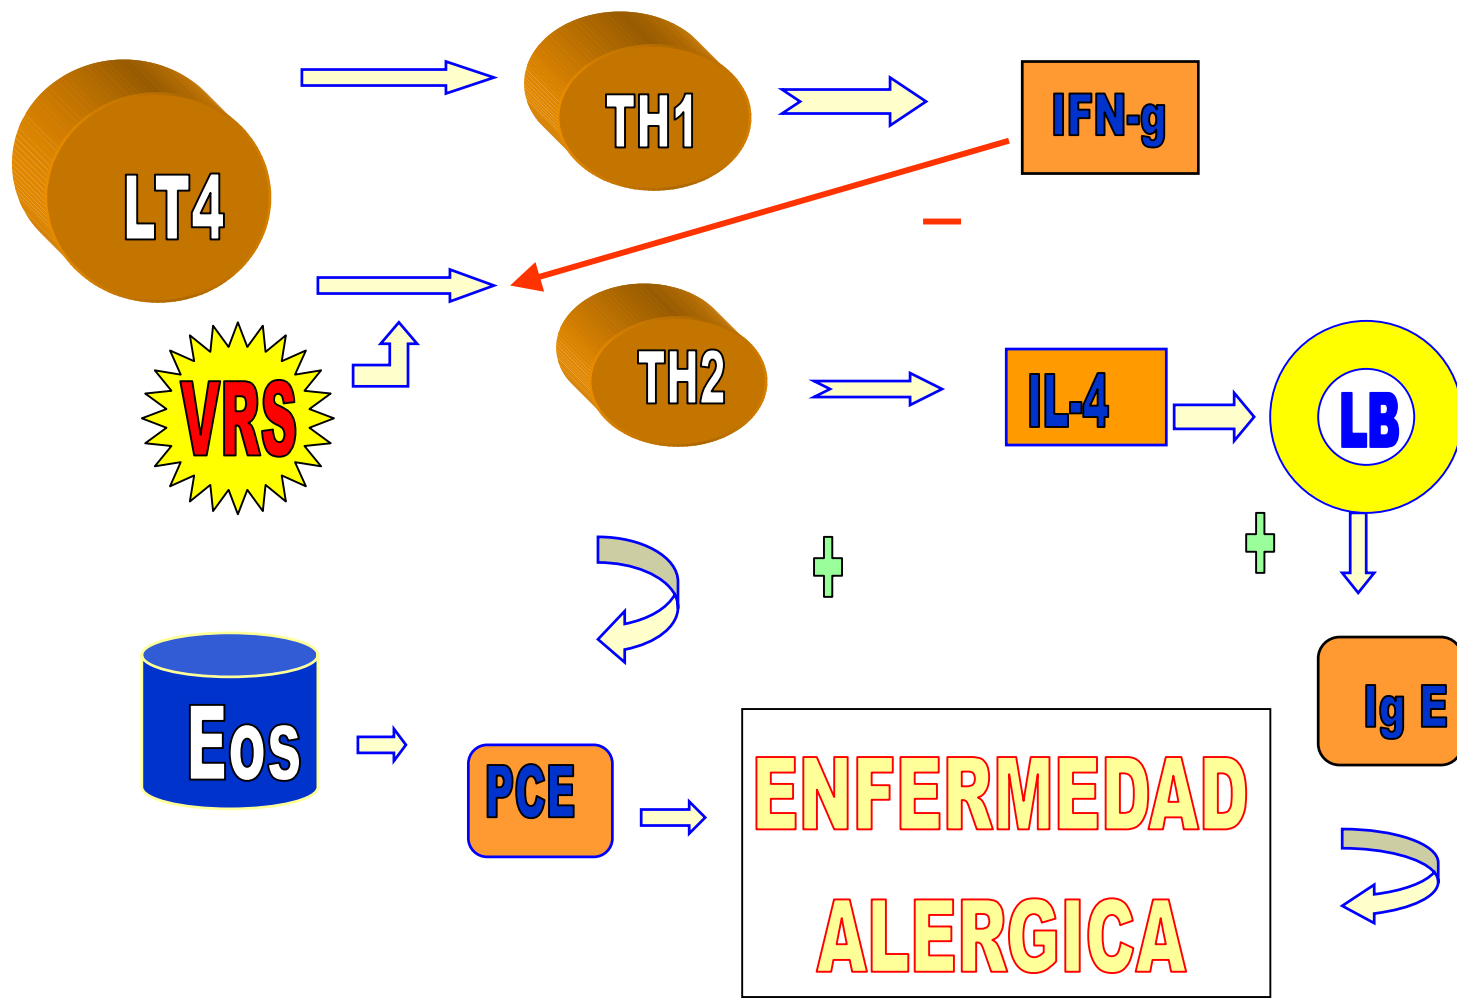 LT4
TH1
IFN-g
–
VRS
TH2
IL-4
LB
Eos
PCE
Ig E
ENFERMEDAD
ALERGICA